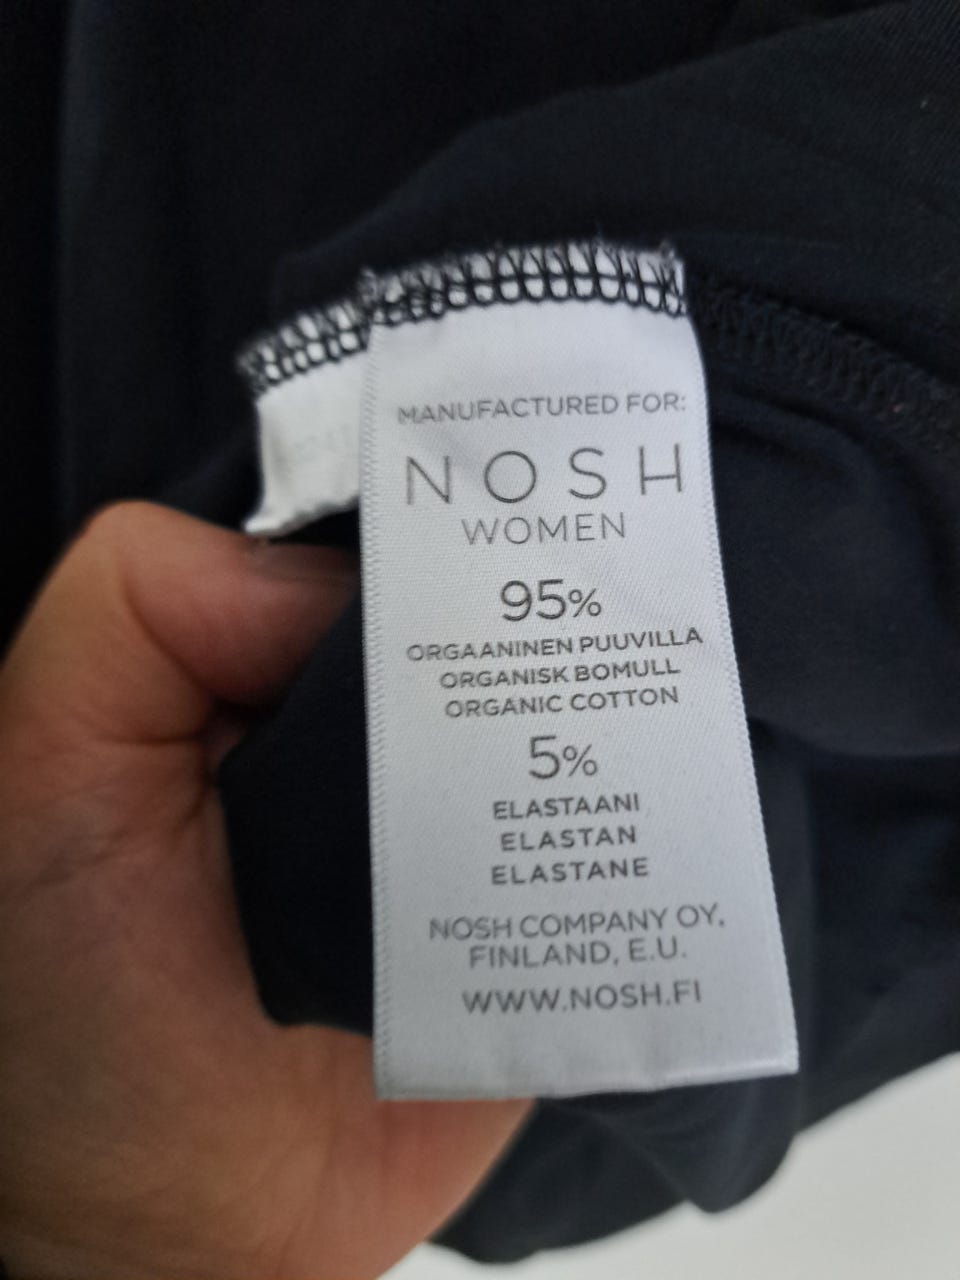 MANUFACTURED FOR:
NOSH
WOMEN
95%
ORGAANINEN PUUVILLA
ORGANISK BOMULL
ORGANIC COTTON
5%
ELASTAANI
ELASTAN
ELASTANE
NOSH COMPANY OY.
FINLAND, E.U.
WWW.NOSH.FI